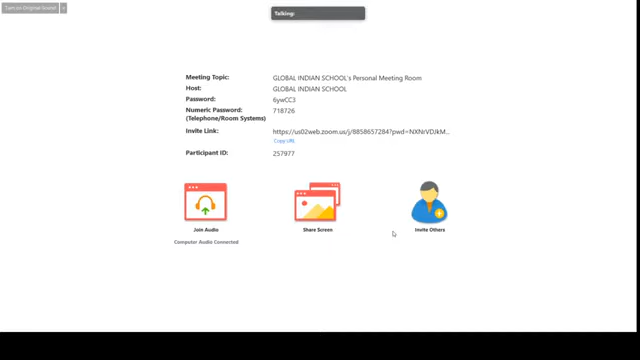 Turn on Original Sound
Talking:
Meeting Topic: GLOBAL INDIAN SCHOOL's Personal Meeting Room
Host: GLOBAL INDIAN SCHOOL
Password: 6ywCC3
Numeric Password: 718726
(Telephone/Room Systems)
Invite Link: https://us02web.zoom.us/j/8858657284?pwd=NXNrVDJkM...
Copy URL
Participant ID: 257977
Join Audio
Share Screen
Invite Others
Computer Audio Connected